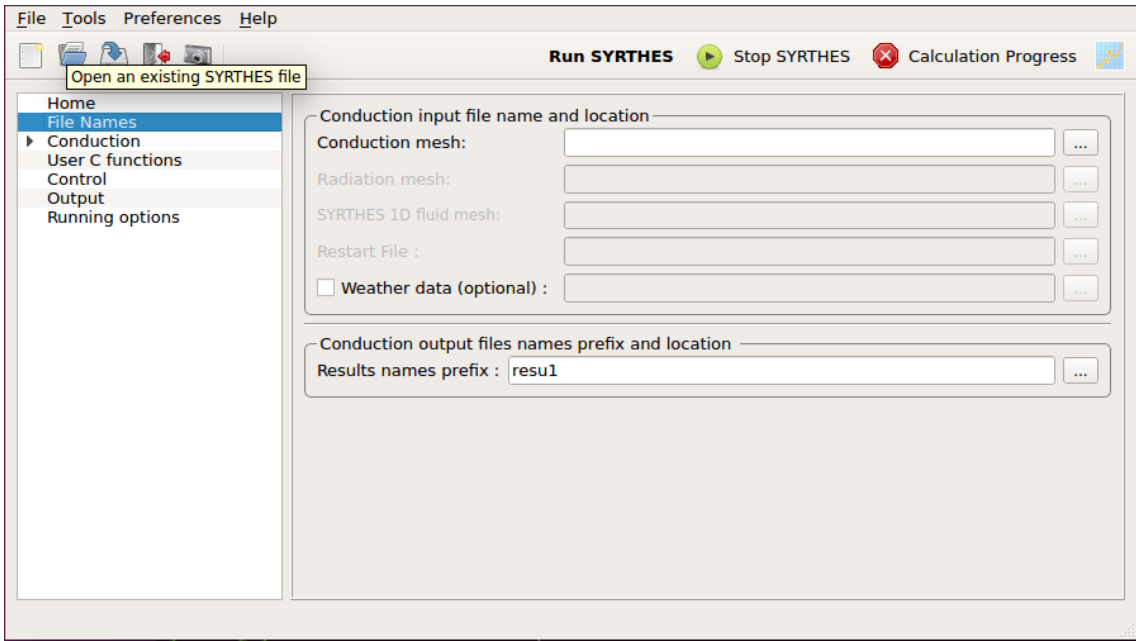 File Tools Preferences Help
Run SYRTHES Stop SYRTHES Calculation Progress
Open an existing SYRTHES file
Home
File Names
Conduction
User C functions
Control
Output
Running options
Conduction input file name and location
Conduction mesh: ...
Radiation mesh: ...
SYRTHES 1D fluid mesh: ...
Restart File : ...
Weather data (optional) : ...
Conduction output files names prefix and location
Results names prefix : resu1 ...